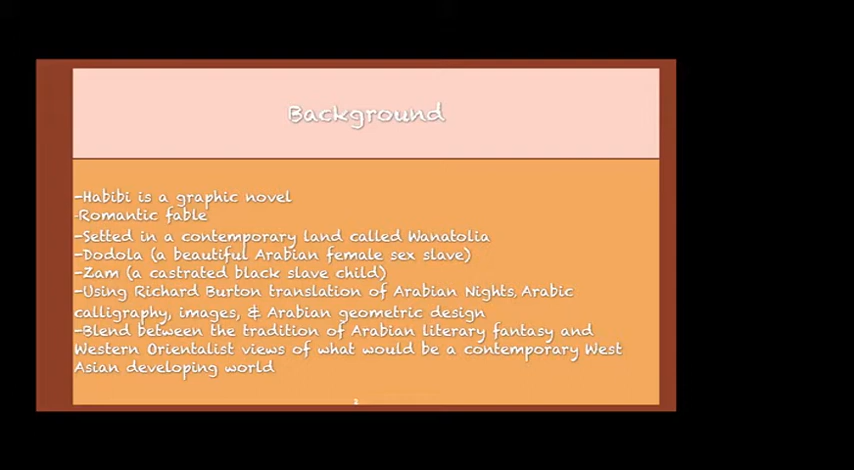 Background
-Habibi is a graphic novel
-Romantic fable
-Setted in a contemporary land called Wanatolia
-Dodola (a beautiful Arabian female sex slave)
-Zam (a castrated black slave child)
-Using Richard Burton translation of Arabian Nights, Arabic
calligraphy, images, & Arabian geometric design
-Blend between the tradition of Arabian literary fantasy and
Western Orientalist views of what would be a contemporary West
Asian developing world